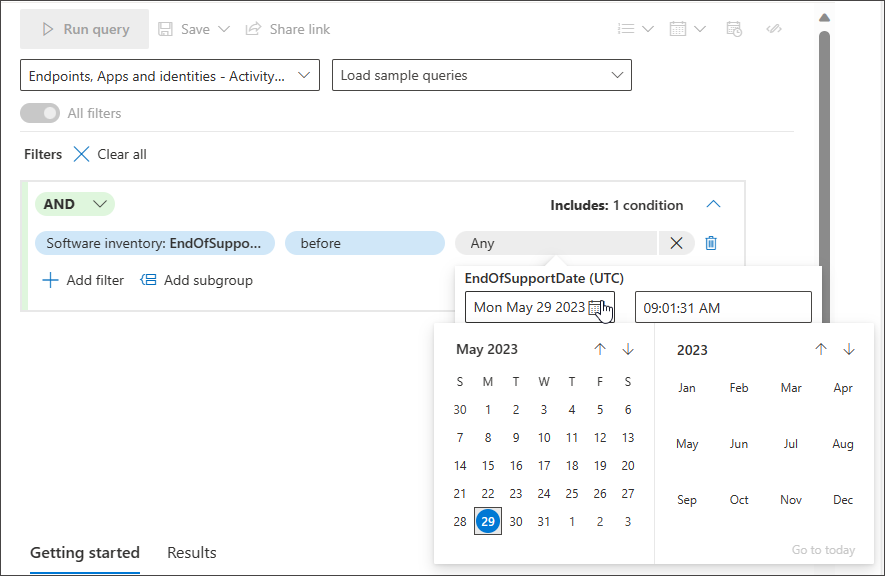 Run query Save Share link
Endpoints, Apps and identities - Activity... Load sample queries
All filters
Filters Clear all
AND Includes: 1 condition
Software inventory: EndOfSuppo... before Any
Add filter Add subgroup
EndOfSupportDate (UTC)
Mon May 29 2023 09:01:31 AM
May 2023
S M T W T F S
30 1 2 3 4 5 6
7 8 9 10 11 12 13
14 15 16 17 18 19 20
21 22 23 24 25 26 27
28 29 30 31 1 2 3
2023
Jan Feb Mar Apr
May Jun Jul Aug
Sep Oct Nov Dec
Go to today
Getting started Results